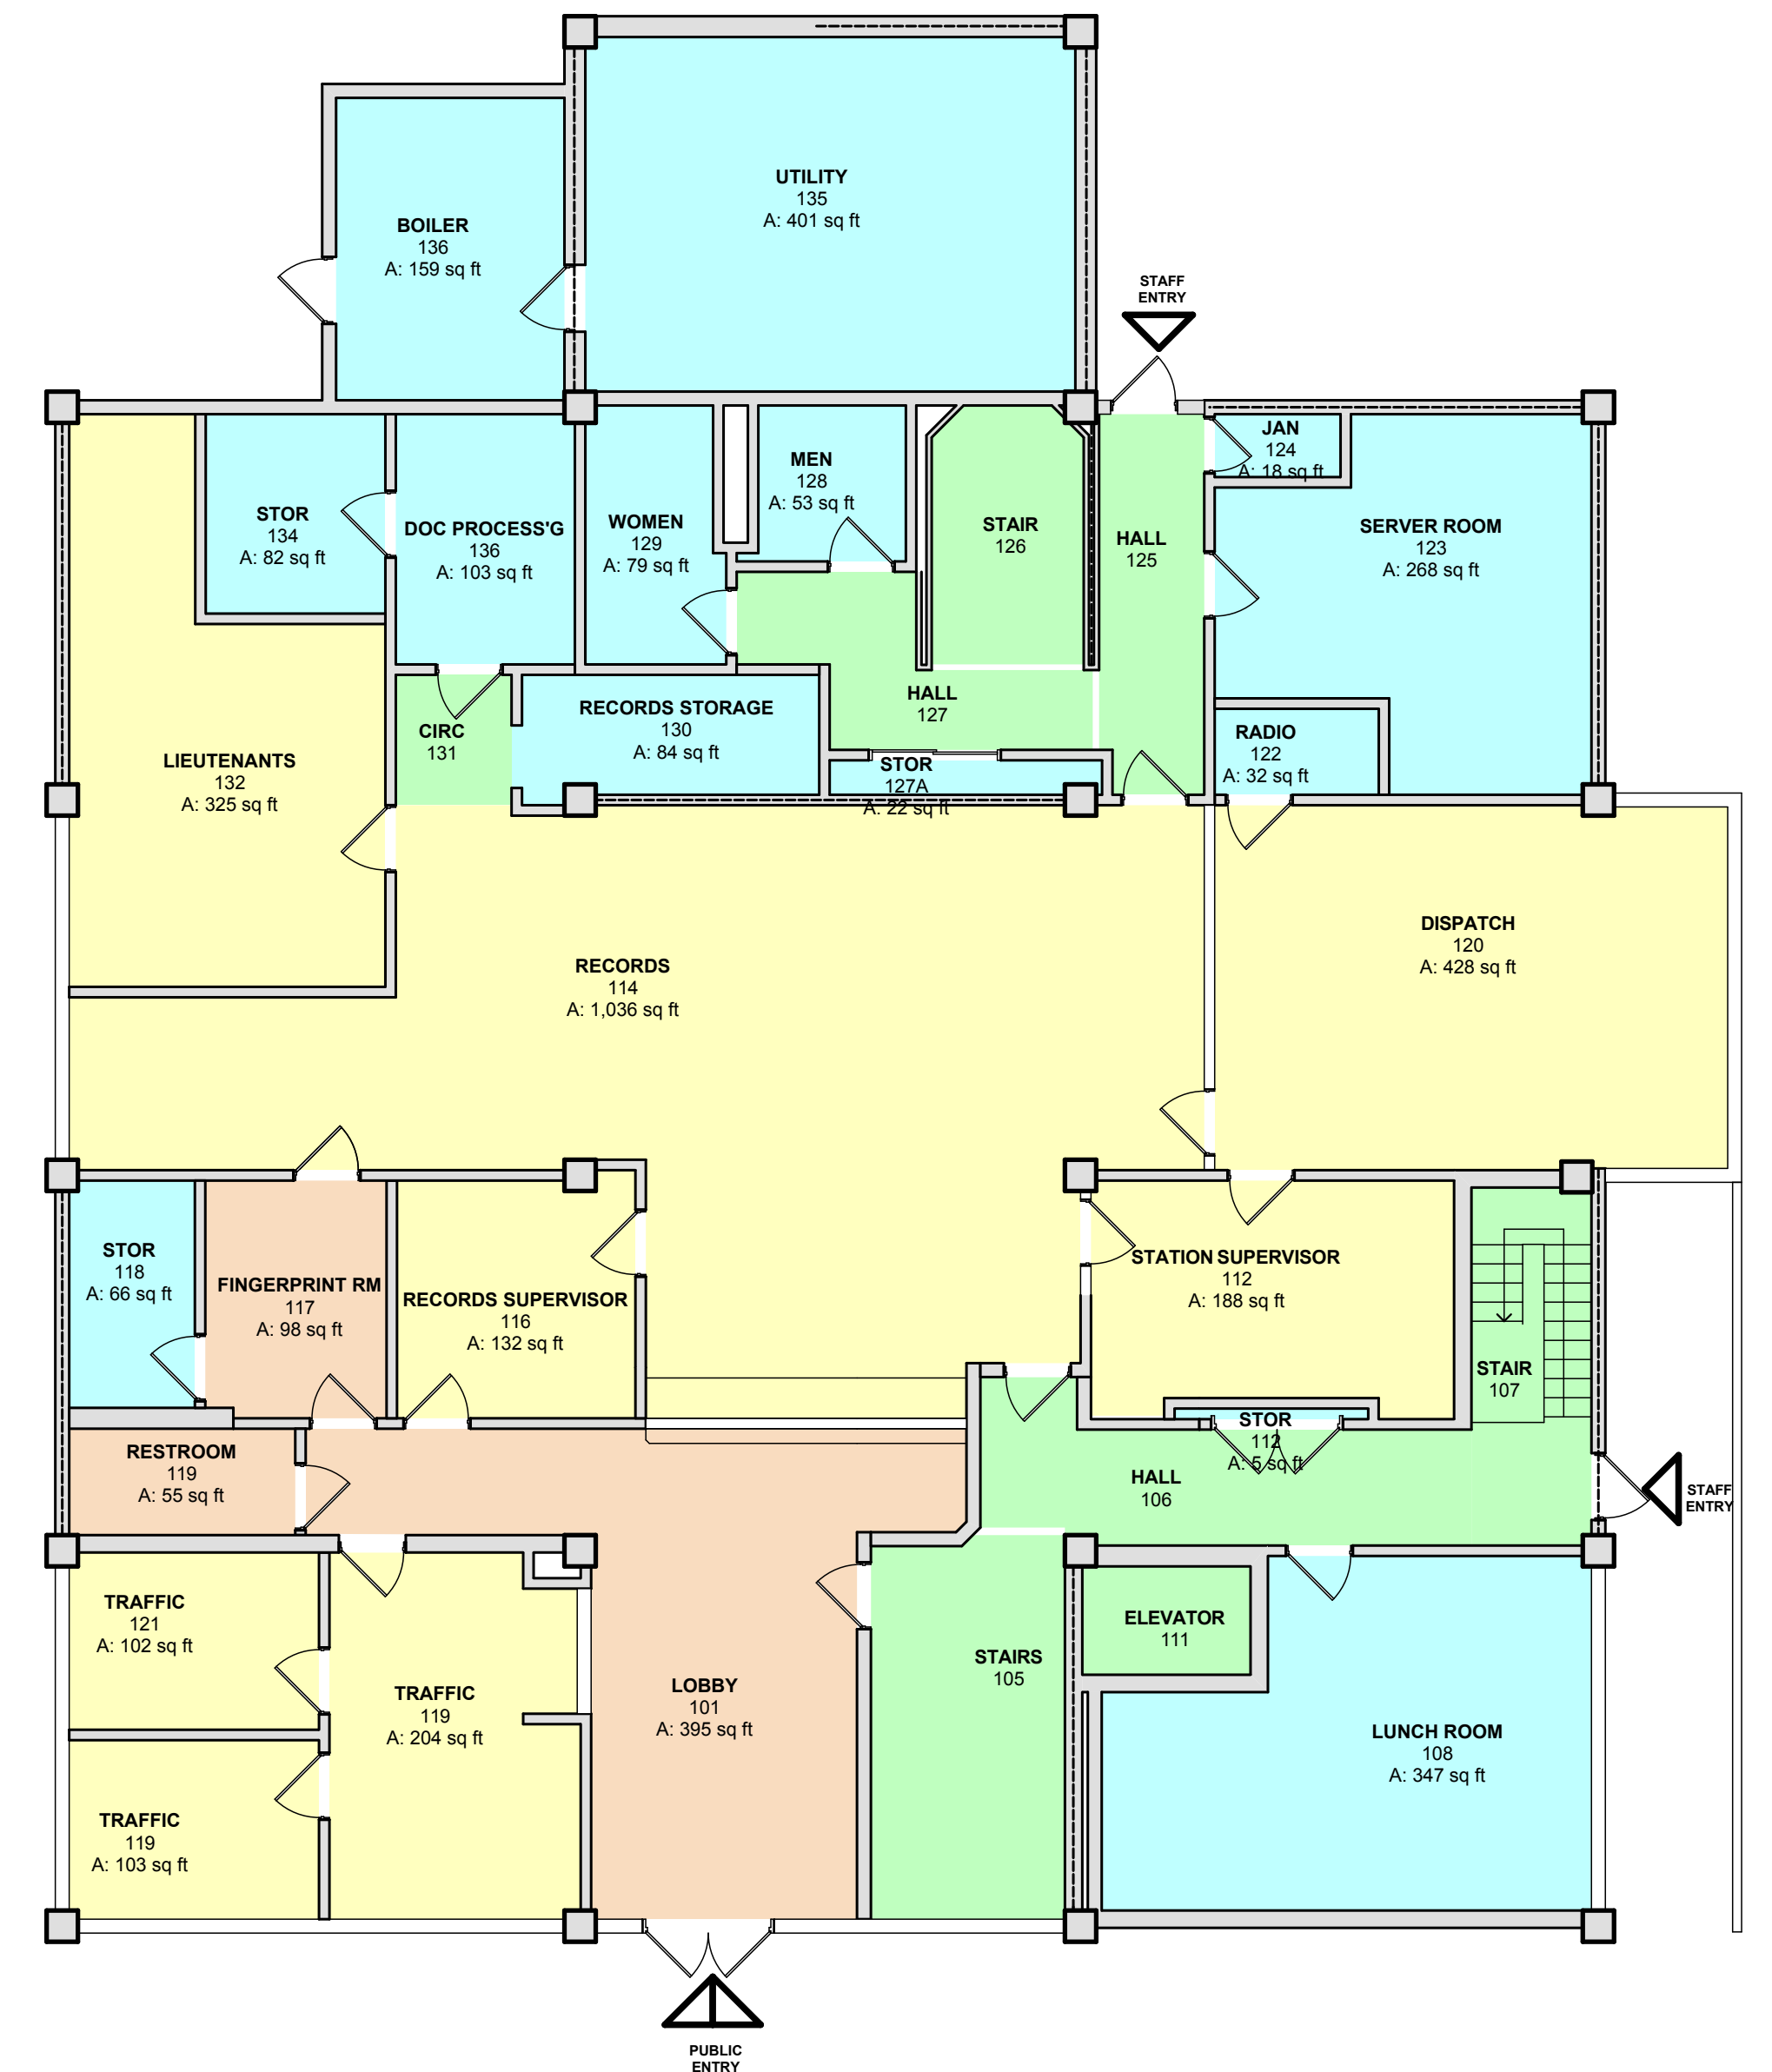 UTILITY
135
A: 401 sq ft
BOILER
136
A: 159 sq ft
STAFF
ENTRY
JAN
124
A: 18 sq ft
MEN
128
A: 53 sq ft
STOR
134
A: 82 sq ft
DOC PROCESS'G
136
A: 103 sq ft
WOMEN
129
A: 79 sq ft
STAIR
126
HALL
125
SERVER ROOM
123
A: 268 sq ft
HALL
127
RECORDS STORAGE
130
A: 84 sq ft
CIRC
131
RADIO
122
A: 32 sq ft
LIEUTENANTS
132
A: 325 sq ft
STOR
127A
A: 22 sq ft
DISPATCH
120
A: 428 sq ft
RECORDS
114
A: 1,036 sq ft
STOR
118
A: 66 sq ft
FINGERPRINT RM
117
A: 98 sq ft
RECORDS SUPERVISOR
116
A: 132 sq ft
STATION SUPERVISOR
112
A: 188 sq ft
STAIR
107
STOR
112
A: 5 sq ft
RESTROOM
119
A: 55 sq ft
HALL
106
STAFF
ENTRY
TRAFFIC
121
A: 102 sq ft
ELEVATOR
111
STAIRS
105
TRAFFIC
119
A: 204 sq ft
LOBBY
101
A: 395 sq ft
LUNCH ROOM
108
A: 347 sq ft
TRAFFIC
119
A: 103 sq ft
PUBLIC
ENTRY